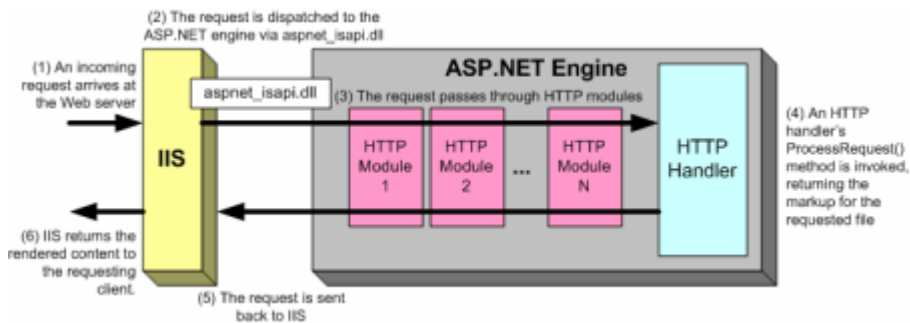 (2) The request is dispatched to the
ASP.NET engine via aspnet_isapi.dll
(1) An incoming
request arrives at
the Web server
aspnet_isapi.dll
IIS
ASP.NET Engine
(3) The request passes through HTTP modules
HTTP
Module
1
HTTP
Module
2
...
HTTP
Module
N
HTTP
Handler
(4) An HTTP
handler's
ProcessRequest()
method is invoked,
returning the
markup for the
requested file
(6) IIS returns the
rendered content to
the requesting
client.
(5) The request is sent
back to IIS